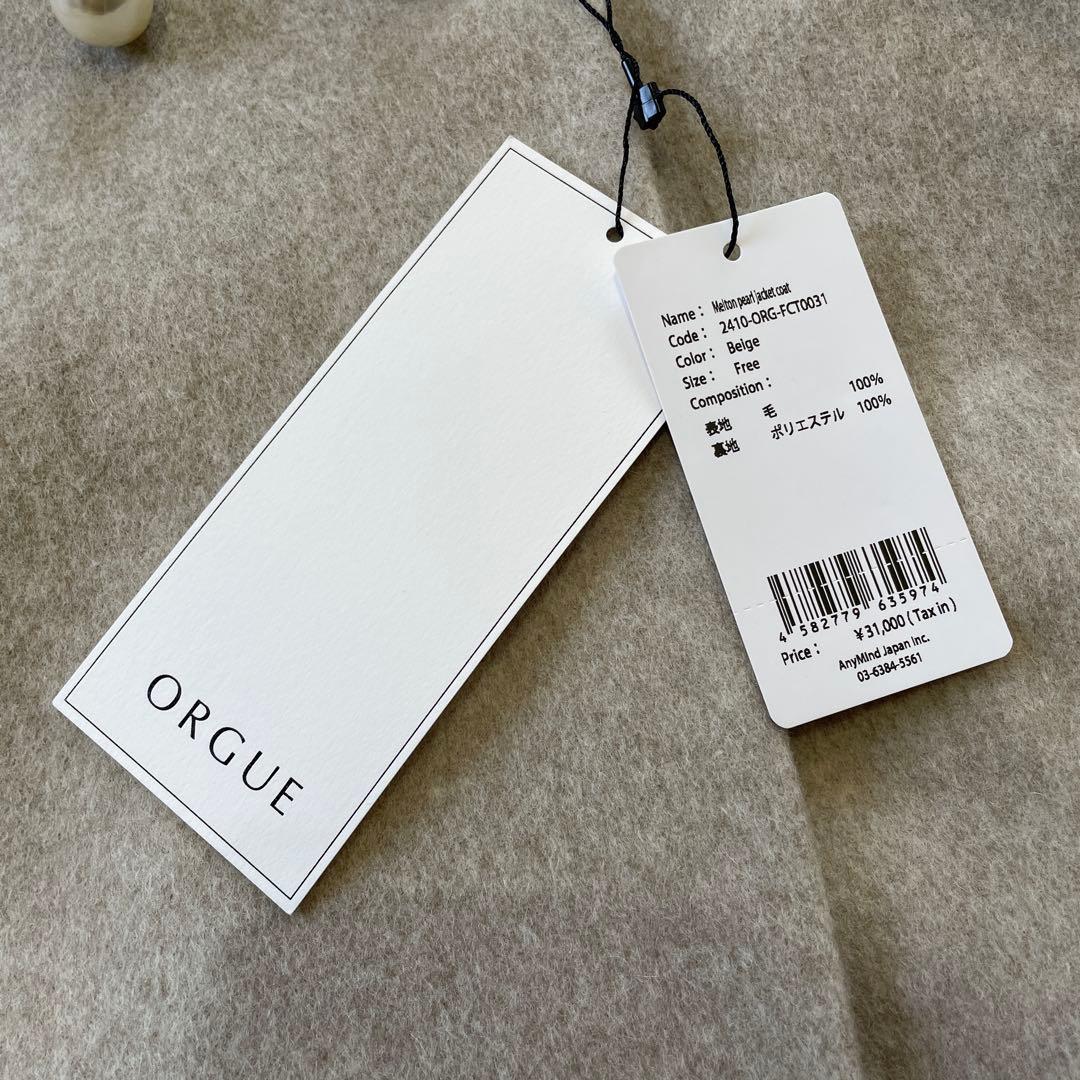 ORGUE
Name : Melton pearl jacket coat
Code : 2410-ORG-FCT0031
Color : Beige
Size : Free
Composition :
表地 毛 100%
裏地 ポリエステル 100%
4 582779 635974
Price : ¥31,000 ( Tax in )
AnyMind Japan Inc.
03-6384-5561